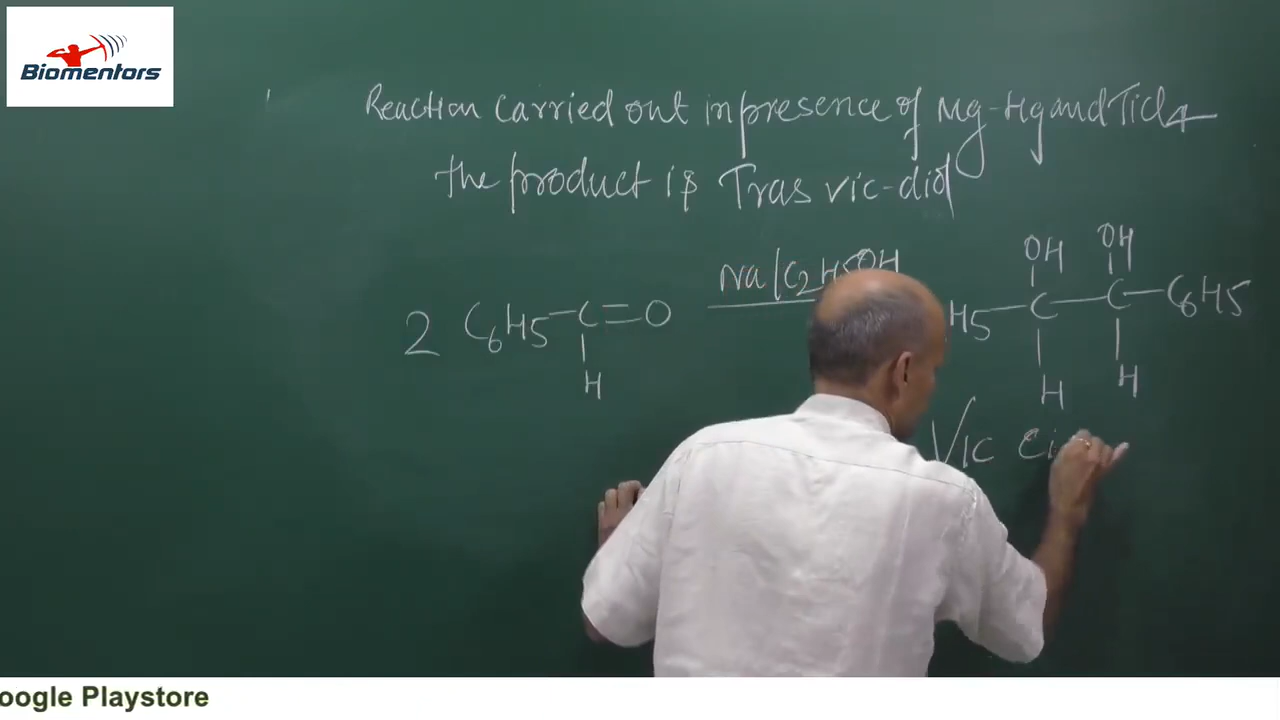 Biomentors
Reaction carried out in presence of Mg-Hg and TiCl4
the product is Tras vic-diol
Na/C2H5OH
OH OH
2 C6H5-C=O
H
H5-C-C-C6H5
H H
Vic Ci
oogle Playstore